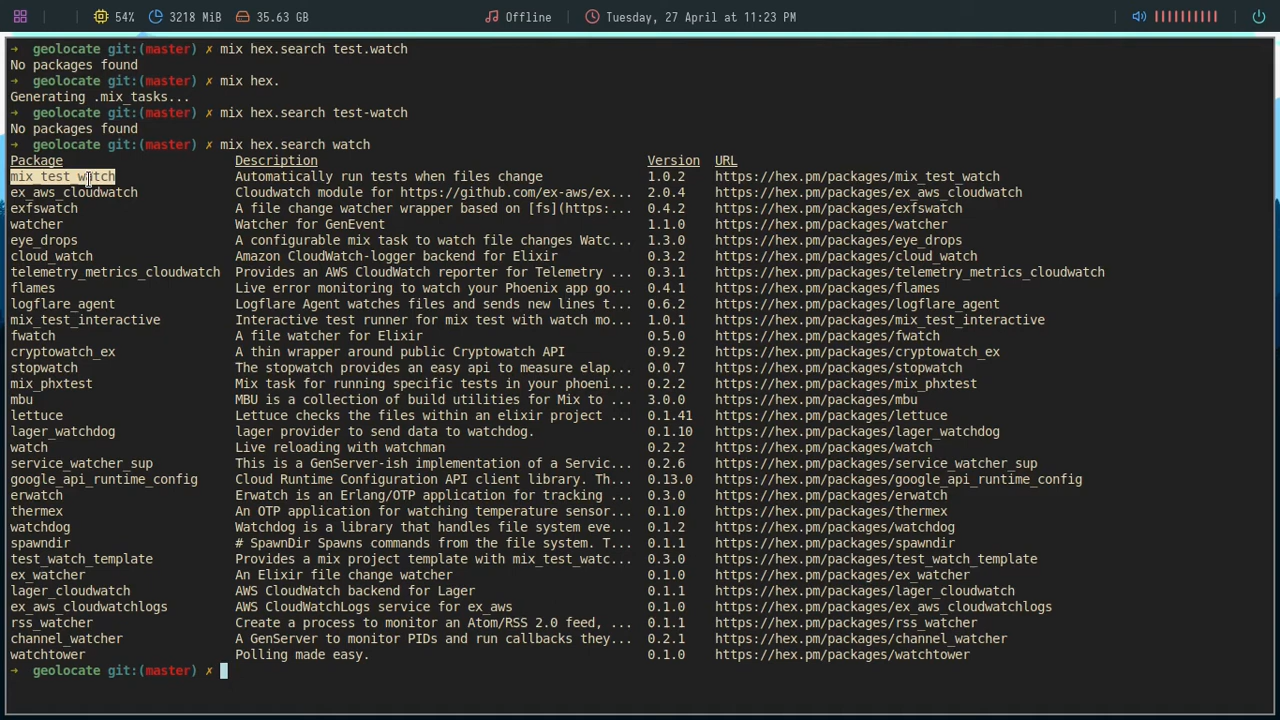 54% 3218 MiB 35.63 GB Offline Tuesday, 27 April at 11:23 PM
→ geolocate git:(master) ✗ mix hex.search test.watch
No packages found
→ geolocate git:(master) ✗ mix hex.
Generating .mix_tasks...
→ geolocate git:(master) ✗ mix hex.search test-watch
No packages found
→ geolocate git:(master) ✗ mix hex.search watch
Package Description Version URL
mix_test_watch Automatically run tests when files change 1.0.2 https://hex.pm/packages/mix_test_watch
ex_aws_cloudwatch Cloudwatch module for https://github.com/ex-aws/ex... 2.0.4 https://hex.pm/packages/ex_aws_cloudwatch
exfswatch A file change watcher wrapper based on [fs](https:... 0.4.2 https://hex.pm/packages/exfswatch
watcher Watcher for GenEvent 1.1.0 https://hex.pm/packages/watcher
eye_drops A configurable mix task to watch file changes Watc... 1.3.0 https://hex.pm/packages/eye_drops
cloud_watch Amazon CloudWatch-logger backend for Elixir 0.3.2 https://hex.pm/packages/cloud_watch
telemetry_metrics_cloudwatch Provides an AWS CloudWatch reporter for Telemetry ... 0.3.1 https://hex.pm/packages/telemetry_metrics_cloudwatch
flames Live error monitoring to watch your Phoenix app go... 0.4.1 https://hex.pm/packages/flames
logflare_agent Logflare Agent watches files and sends new lines t... 0.6.2 https://hex.pm/packages/logflare_agent
mix_test_interactive Interactive test runner for mix test with watch mo... 1.0.1 https://hex.pm/packages/mix_test_interactive
fwatch A file watcher for Elixir 0.5.0 https://hex.pm/packages/fwatch
cryptowatch_ex A thin wrapper around public Cryptowatch API 0.9.2 https://hex.pm/packages/cryptowatch_ex
stopwatch The stopwatch provides an easy api to measure elap... 0.0.7 https://hex.pm/packages/stopwatch
mix_phxtest Mix task for running specific tests in your phoeni... 0.2.2 https://hex.pm/packages/mix_phxtest
mbu MBU is a collection of build utilities for Mix to ... 3.0.0 https://hex.pm/packages/mbu
lettuce Lettuce checks the files within an elixir project ... 0.1.41 https://hex.pm/packages/lettuce
lager_watchdog lager provider to send data to watchdog. 0.1.10 https://hex.pm/packages/lager_watchdog
watch Live reloading with watchman 0.2.2 https://hex.pm/packages/watch
service_watcher_sup This is a GenServer-ish implementation of a Servic... 0.2.6 https://hex.pm/packages/service_watcher_sup
google_api_runtime_config Cloud Runtime Configuration API client library. Th... 0.13.0 https://hex.pm/packages/google_api_runtime_config
erwatch Erwatch is an Erlang/OTP application for tracking ... 0.3.0 https://hex.pm/packages/erwatch
thermex An OTP application for watching temperature sensor... 0.1.0 https://hex.pm/packages/thermex
watchdog Watchdog is a library that handles file system eve... 0.1.2 https://hex.pm/packages/watchdog
spawndir # SpawnDir Spawns commands from the file system. T... 0.1.1 https://hex.pm/packages/spawndir
test_watch_template Provides a mix project template with mix_test_watc... 0.3.0 https://hex.pm/packages/test_watch_template
ex_watcher An Elixir file change watcher 0.1.0 https://hex.pm/packages/ex_watcher
lager_cloudwatch AWS CloudWatch backend for Lager 0.1.1 https://hex.pm/packages/lager_cloudwatch
ex_aws_cloudwatchlogs AWS CloudWatchLogs service for ex_aws 0.1.0 https://hex.pm/packages/ex_aws_cloudwatchlogs
rss_watcher Create a process to monitor an Atom/RSS 2.0 feed, ... 0.1.1 https://hex.pm/packages/rss_watcher
channel_watcher A GenServer to monitor PIDs and run callbacks they... 0.2.1 https://hex.pm/packages/channel_watcher
watchtower Polling made easy. 0.1.0 https://hex.pm/packages/watchtower
→ geolocate git:(master) ✗